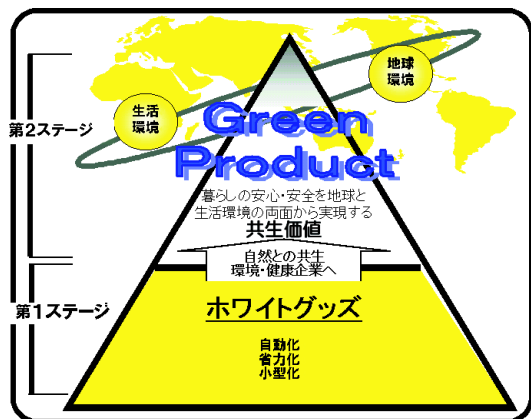 地球
環境
生活
環境
第2ステージ
Green
Product
暮らしの安心・安全を地球と
生活環境の両面から実現する
共生価値
自然との共生
環境・健康企業へ
第1ステージ
ホワイトグッズ
自動化
省力化
小型化